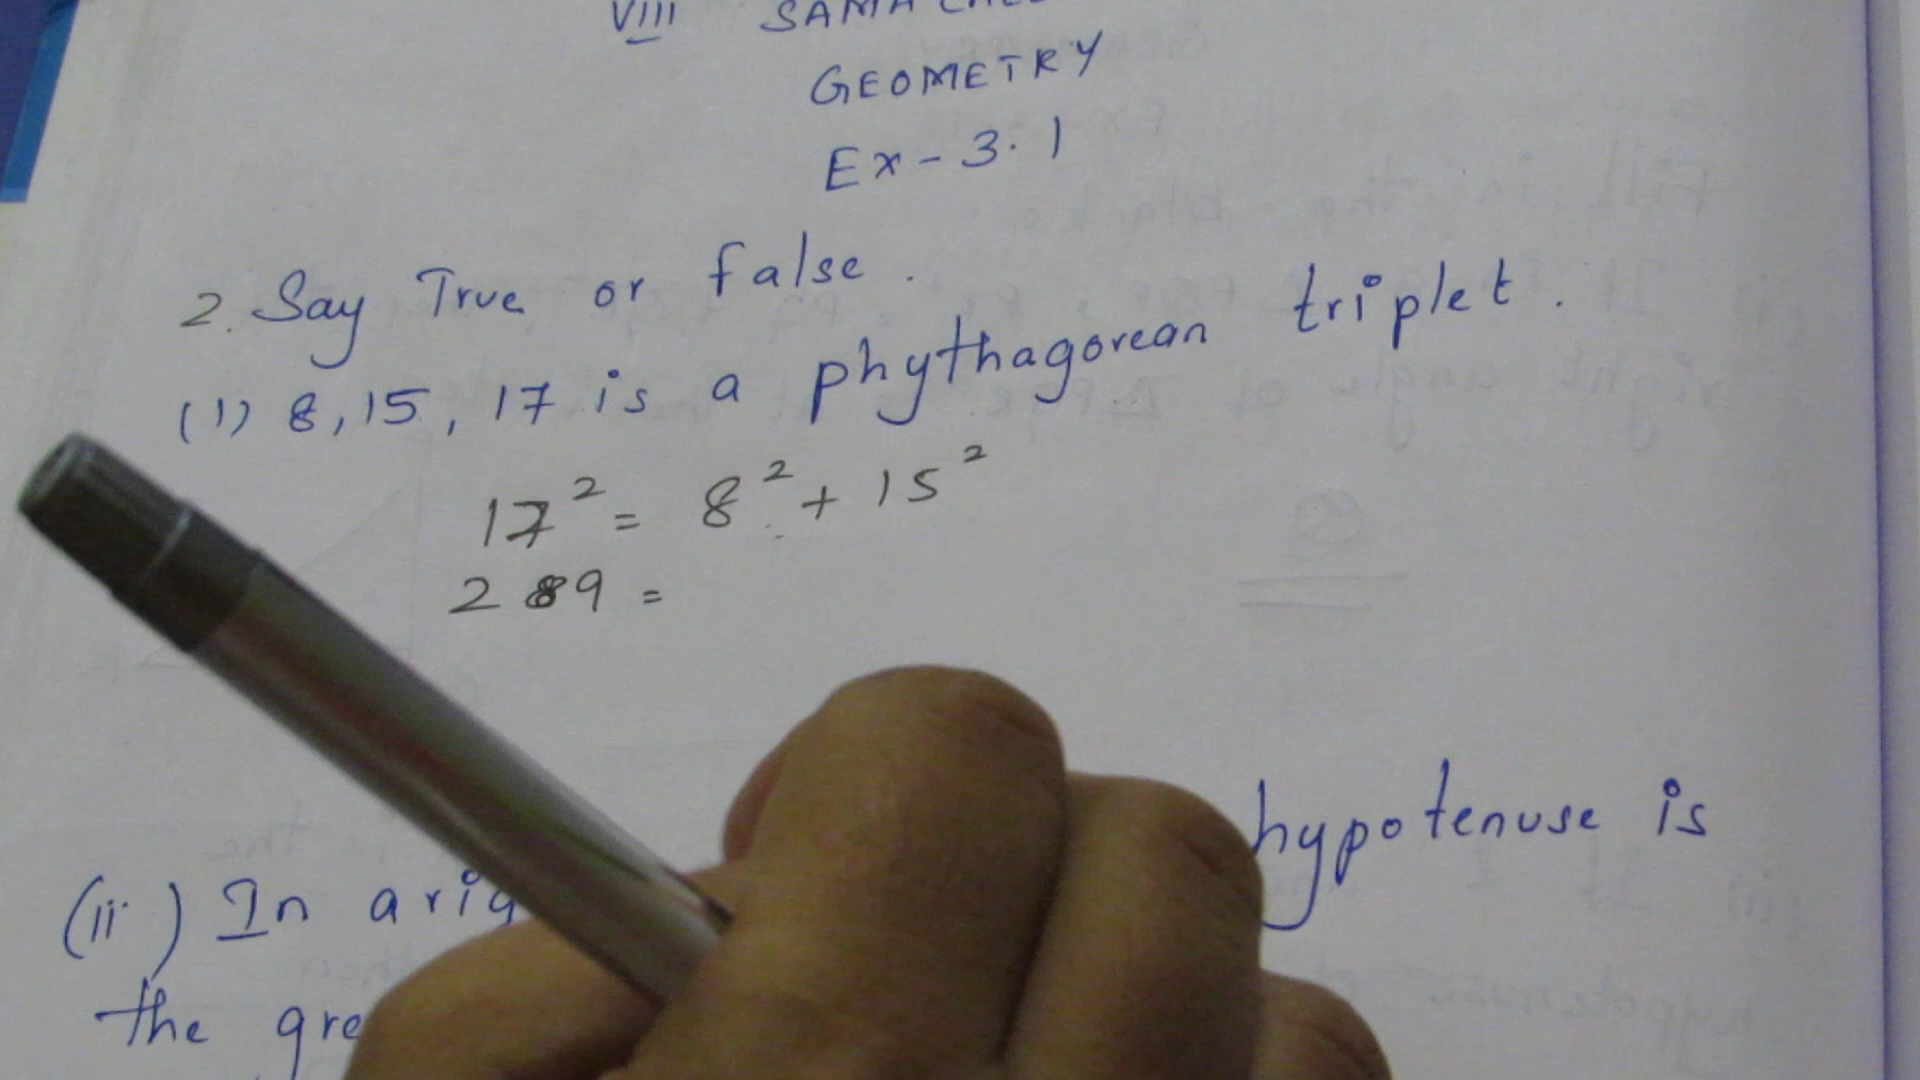 VIII
GEOMETRY
Ex - 3.1
2. Say True or false.
(1) 8, 15, 17 is a phythagorean triplet.
17² = 8² + 15²
289 =
(ii) In a hypotenuse is
the